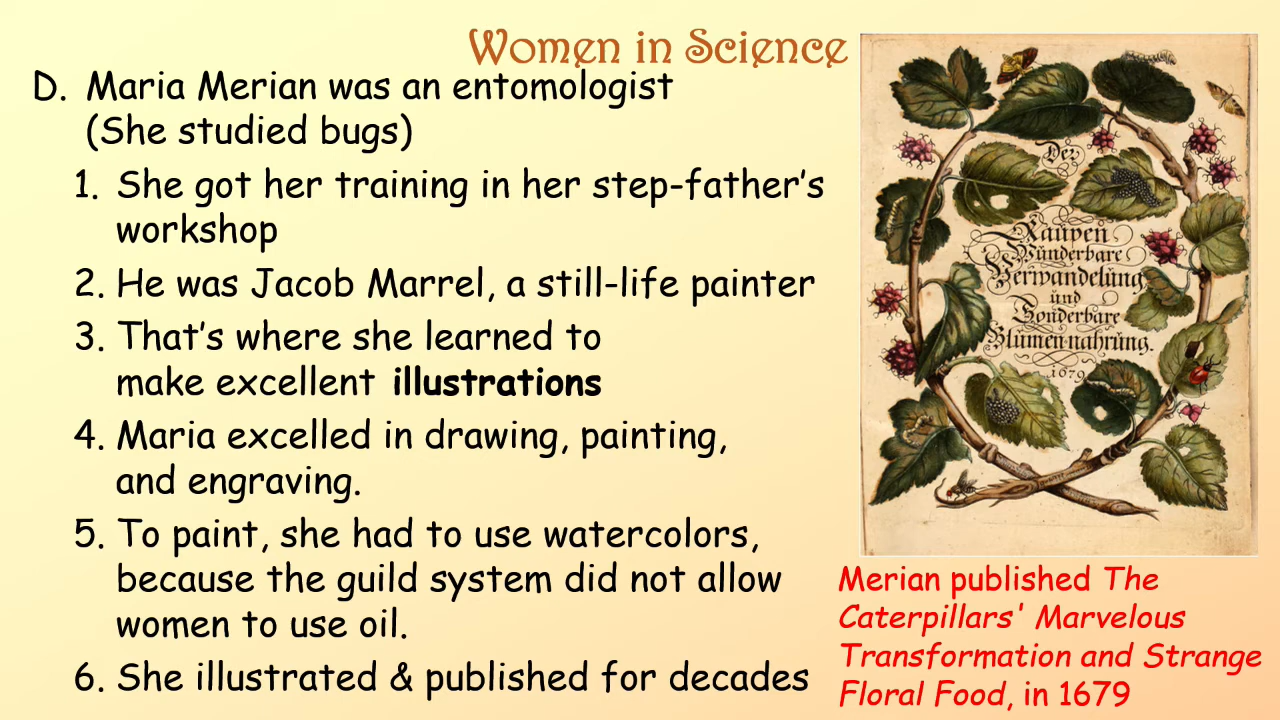 Women in Science
D. Maria Merian was an entomologist
(She studied bugs)
1. She got her training in her step-father's
workshop
2. He was Jacob Marrel, a still-life painter
3. That's where she learned to
make excellent illustrations
4. Maria excelled in drawing, painting,
and engraving.
5. To paint, she had to use watercolors,
because the guild system did not allow
women to use oil.
6. She illustrated & published for decades
Der
Raupen
Wunderbare
Verwandelung
und
Sonderbare
Blumen-nahrung.
1679
Merian published The
Caterpillars' Marvelous
Transformation and Strange
Floral Food, in 1679